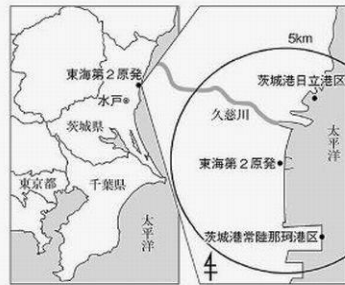 東海第2原発
水戸
茨城県
東京都
千葉県
太平洋
5km
茨城港日立港区
久慈川
太平洋
東海第2原発
茨城港常陸那珂港区